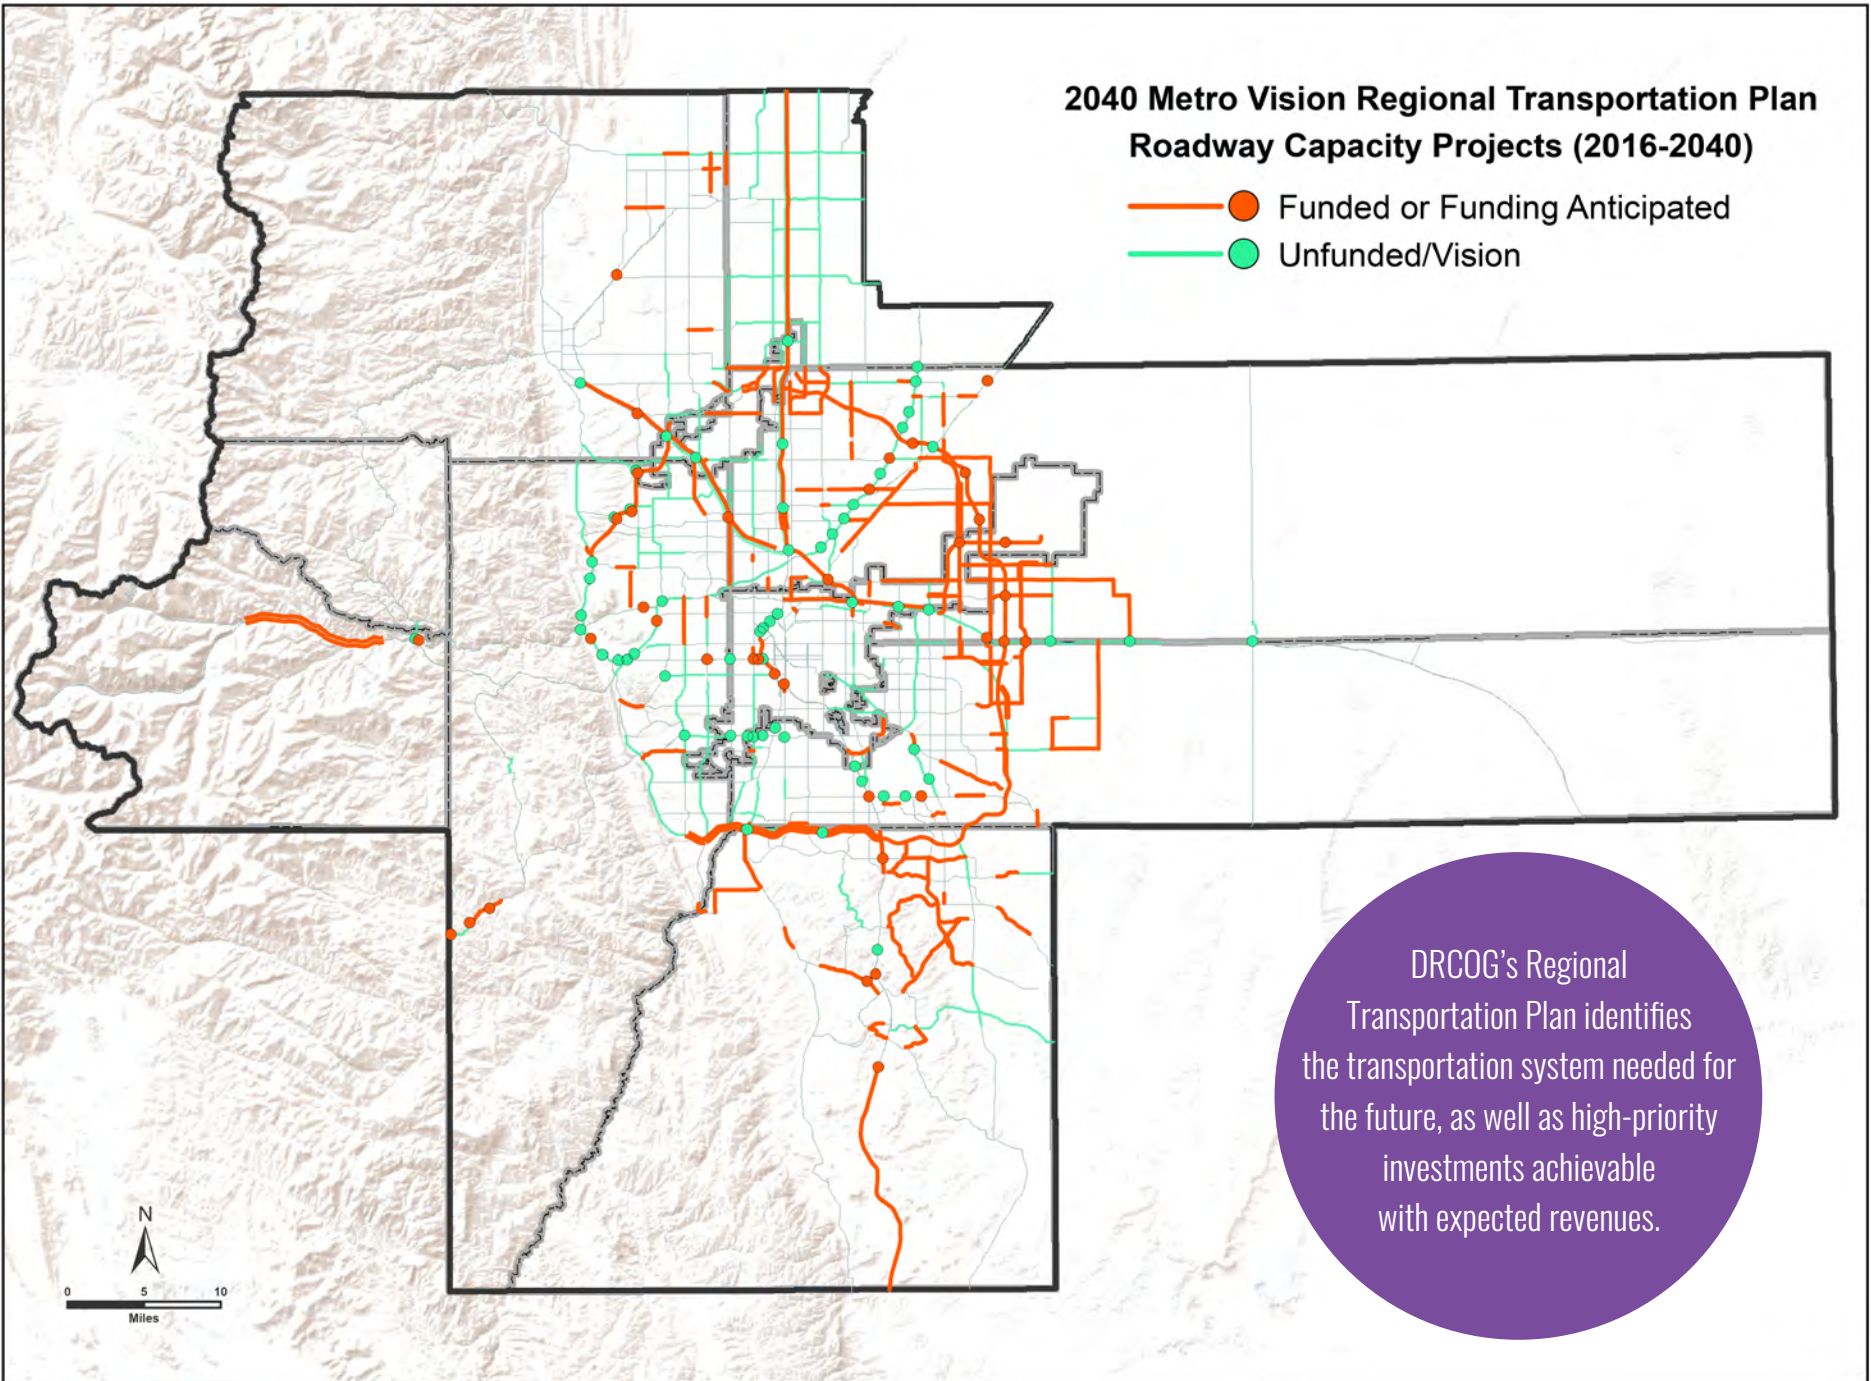 2040 Metro Vision Regional Transportation Plan
Roadway Capacity Projects (2016-2040)
Funded or Funding Anticipated
Unfunded/Vision
DRCOG’s Regional
Transportation Plan identifies
the transportation system needed for
the future, as well as high-priority
investments achievable
with expected revenues.
N
0 5 10
Miles